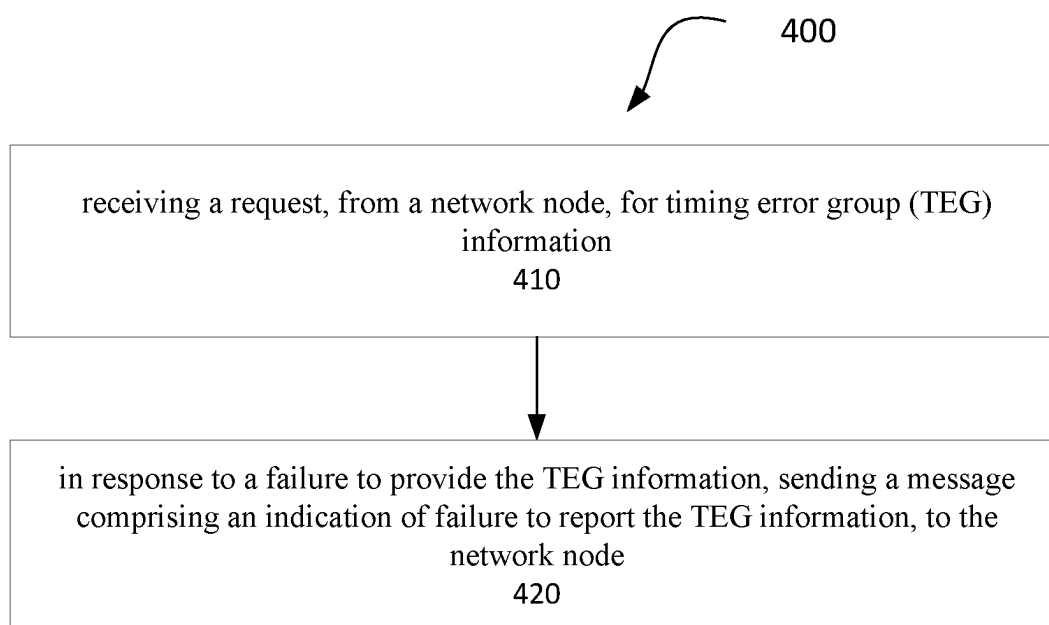 400
receiving a request, from a network node, for timing error group (TEG)
information
410
in response to a failure to provide the TEG information, sending a message
comprising an indication of failure to report the TEG information, to the
network node
420